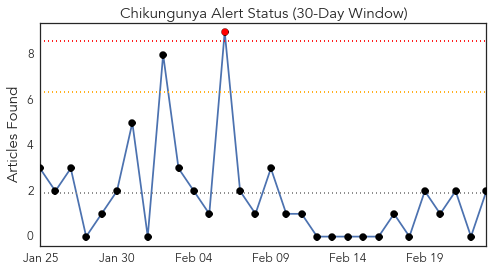 Chikungunya Alert Status (30-Day Window)
Articles Found
8
6
4
2
0
Jan 25 Jan 30 Feb 04 Feb 09 Feb 14 Feb 19